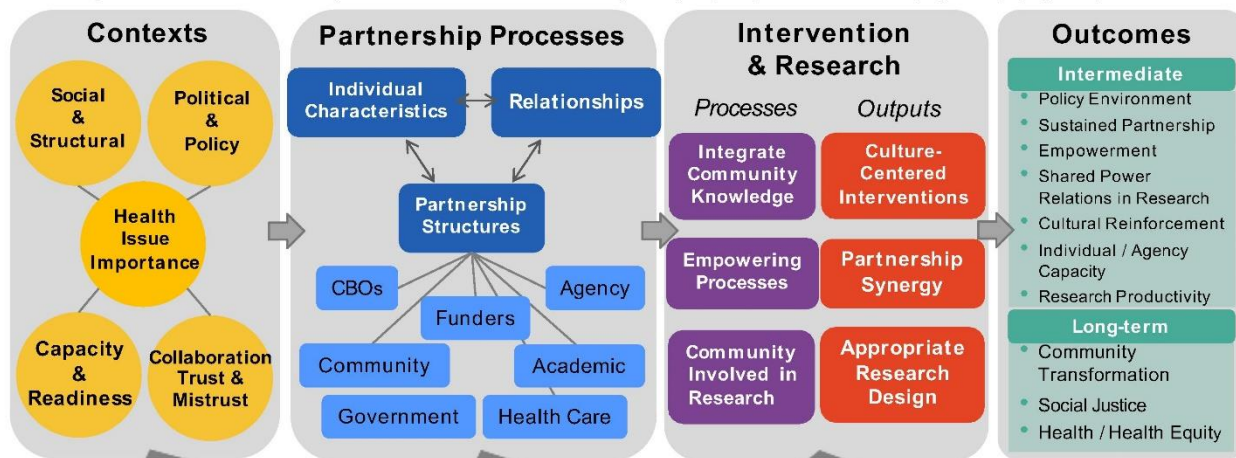 Contexts
Social
&
Structural
Political
&
Policy
Health
Issue
Importance
Capacity
&
Readiness
Collaboration
Trust &
Mistrust
Partnership Processes
Individual
Characteristics
Relationships
Partnership
Structures
CBOs
Agency
Funders
Community
Academic
Government
Health Care
Intervention
& Research
Processes
Outputs
Integrate
Community
Knowledge
Culture-
Centered
Interventions
Empowering
Processes
Partnership
Synergy
Community
Involved in
Research
Appropriate
Research
Design
Outcomes
Intermediate
• Policy Environment
• Sustained Partnership
• Empowerment
• Shared Power
Relations in Research
• Cultural Reinforcement
• Individual / Agency
Capacity
• Research Productivity
Long-term
• Community
Transformation
• Social Justice
• Health / Health Equity